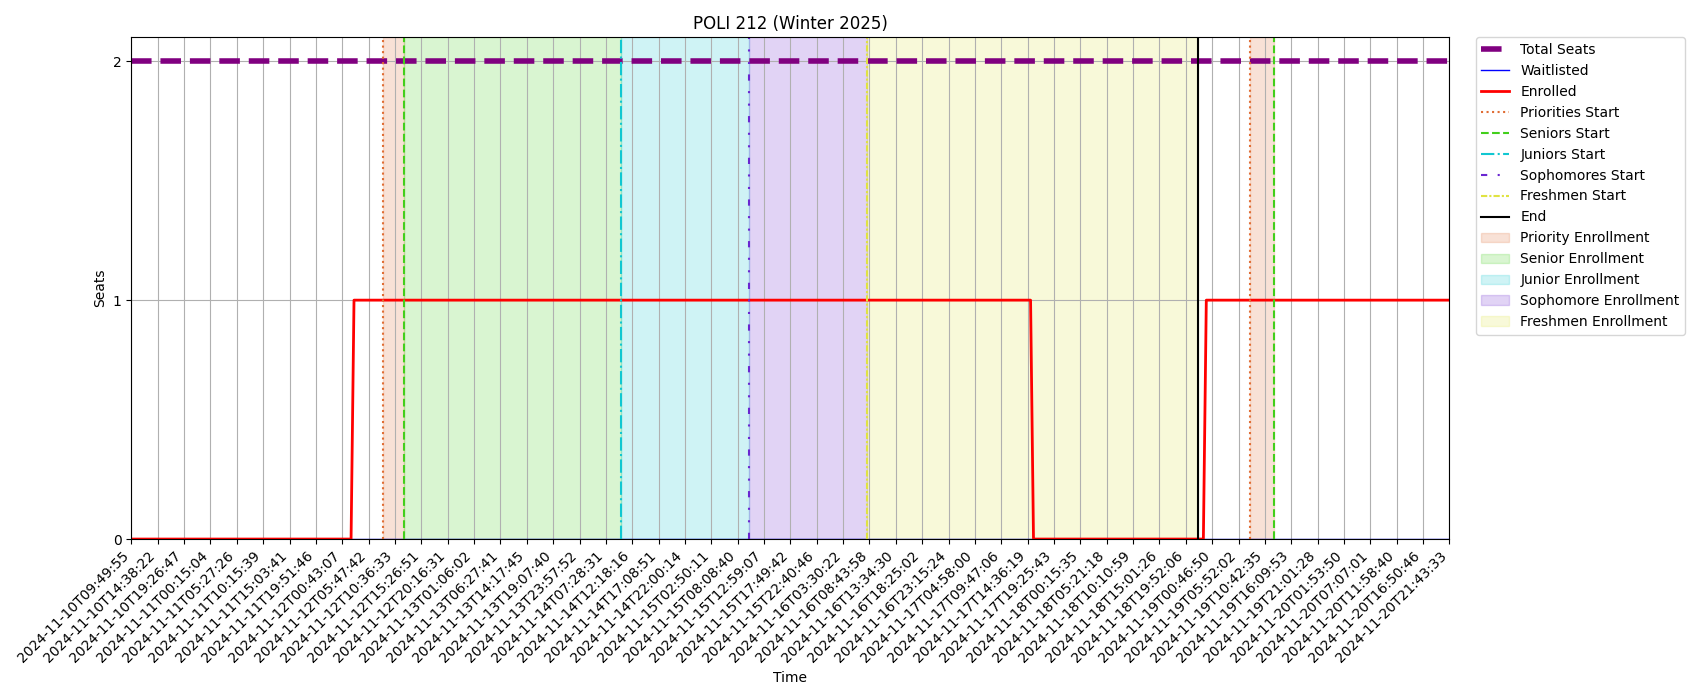 POLI 212 (Winter 2025)
Total Seats
Waitlisted
Enrolled
Priorities Start
Seniors Start
Juniors Start
Sophomores Start
Freshmen Start
End
Priority Enrollment
Senior Enrollment
Junior Enrollment
Sophomore Enrollment
Freshmen Enrollment
Seats
2
1
0
2024-11-10T09:49:55
2024-11-10T14:38:22
2024-11-10T19:26:47
2024-11-11T00:15:04
2024-11-11T05:27:26
2024-11-11T10:15:39
2024-11-11T15:03:41
2024-11-11T19:51:46
2024-11-12T00:43:07
2024-11-12T05:47:42
2024-11-12T10:36:33
2024-11-12T15:26:51
2024-11-12T20:16:31
2024-11-13T01:06:02
2024-11-13T06:27:41
2024-11-13T14:17:45
2024-11-13T19:07:40
2024-11-13T23:57:52
2024-11-14T07:28:31
2024-11-14T12:18:16
2024-11-14T17:08:51
2024-11-14T22:00:14
2024-11-15T02:50:11
2024-11-15T08:08:40
2024-11-15T12:59:07
2024-11-15T17:49:42
2024-11-15T22:40:46
2024-11-16T03:30:22
2024-11-16T08:43:58
2024-11-16T13:34:30
2024-11-16T18:25:02
2024-11-16T23:15:24
2024-11-17T04:58:00
2024-11-17T09:47:06
2024-11-17T14:36:19
2024-11-17T19:25:43
2024-11-18T00:15:35
2024-11-18T05:21:18
2024-11-18T10:10:59
2024-11-18T15:01:26
2024-11-18T19:52:06
2024-11-19T00:46:50
2024-11-19T05:52:02
2024-11-19T10:42:35
2024-11-19T16:09:53
2024-11-19T21:01:28
2024-11-20T01:53:50
2024-11-20T07:07:01
2024-11-20T11:58:40
2024-11-20T16:50:46
2024-11-20T21:43:33
Time